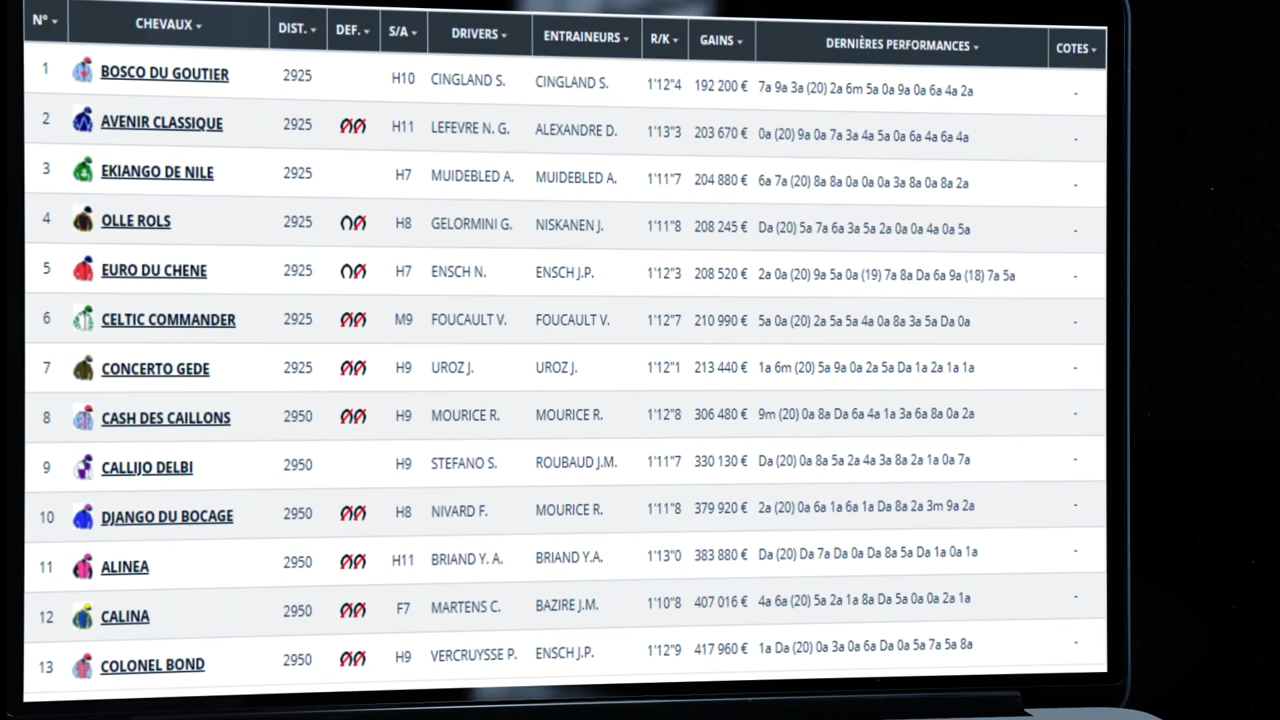 N° CHEVAUX DIST. DEF. S/A DRIVERS ENTRAINEURS R/K GAINS DERNIÈRES PERFORMANCES COTES
1 BOSCO DU GOUTIER 2925 H10 CINGLAND S. CINGLAND S. 1'12"4 192 200 € 7a 9a 3a (20) 2a 6m 5a 0a 9a 0a 6a 4a 2a -
2 AVENIR CLASSIQUE 2925 H11 LEFEVRE N. G. ALEXANDRE D. 1'13"3 203 670 € 0a (20) 9a 0a 7a 3a 4a 5a 0a 6a 4a 6a 4a -
3 EKIANGO DE NILE 2925 H7 MUIDEBLED A. MUIDEBLED A. 1'11"7 204 880 € 6a 7a (20) 8a 8a 0a 0a 0a 3a 8a 0a 8a 2a -
4 OLLE ROLS 2925 H8 GELORMINI G. NISKANEN J. 1'11"8 208 245 € Da (20) 5a 7a 6a 3a 5a 2a 0a 0a 4a 0a 5a -
5 EURO DU CHENE 2925 H7 ENSCH N. ENSCH J.P. 1'12"3 208 520 € 2a 0a (20) 9a 5a 0a (19) 7a 8a Da 6a 9a (18) 7a 5a -
6 CELTIC COMMANDER 2925 M9 FOUCAULT V. FOUCAULT V. 1'12"7 210 990 € 5a 0a (20) 2a 5a 5a 4a 0a 8a 3a 5a Da 0a -
7 CONCERTO GEDE 2925 H9 UROZ J. UROZ J. 1'12"1 213 440 € 1a 6m (20) 5a 9a 0a 2a 5a Da 1a 2a 1a 1a -
8 CASH DES CAILLONS 2950 H9 MOURICE R. MOURICE R. 1'12"8 306 480 € 9m (20) 0a 8a Da 6a 4a 1a 3a 6a 8a 0a 2a -
9 CALLIJO DELBI 2950 H9 STEFANO S. ROUBAUD J.M. 1'11"7 330 130 € Da (20) 0a 8a 5a 2a 4a 3a 8a 2a 1a 0a 7a -
10 DJANGO DU BOCAGE 2950 H8 NIVARD F. MOURICE R. 1'11"8 379 920 € 2a (20) 0a 6a 1a 6a 1a Da 8a 2a 3m 9a 2a -
11 ALINEA 2950 H11 BRIAND Y. A. BRIAND Y.A. 1'13"0 383 880 € Da (20) Da 7a Da 0a Da 8a 5a Da 1a 0a 1a -
12 CALINA 2950 F7 MARTENS C. BAZIRE J.M. 1'10"8 407 016 € 4a 6a (20) 5a 2a 1a 8a Da 5a 0a 0a 2a 1a -
13 COLONEL BOND 2950 H9 VERCRUYSSE P. ENSCH J.P. 1'12"9 417 960 € 1a Da (20) 0a 3a 0a 6a Da 0a 5a 7a 5a 8a -